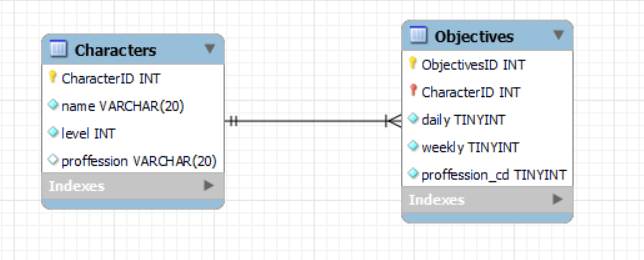 Characters
CharacterID INT
name VARCHAR(20)
level INT
proffession VARCHAR(20)
Indexes
Objectives
ObjectivesID INT
CharacterID INT
daily TINYINT
weekly TINYINT
proffession_cd TINYINT
Indexes